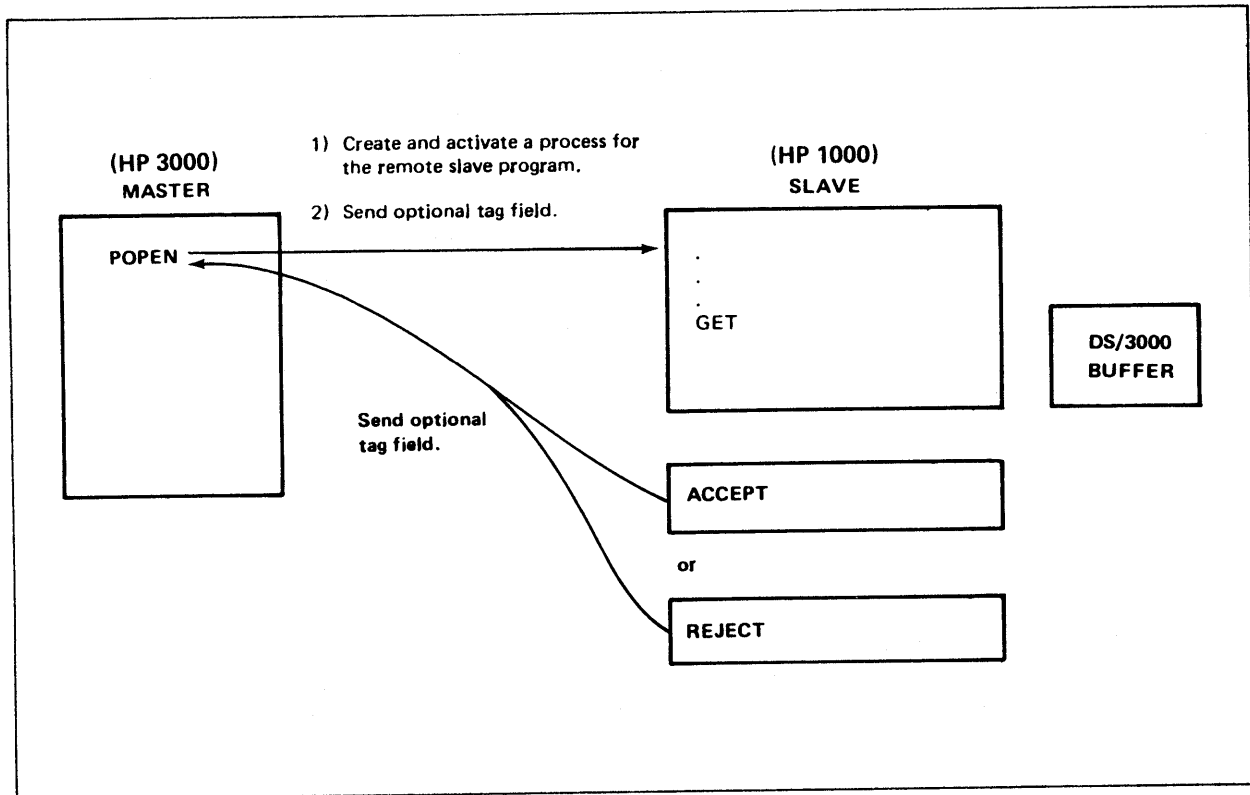 1) Create and activate a process for
the remote slave program.
2) Send optional tag field.
(HP 3000)
MASTER
POPEN
(HP 1000)
SLAVE
.
.
.
GET
DS/3000
BUFFER
Send optional
tag field.
ACCEPT
or
REJECT